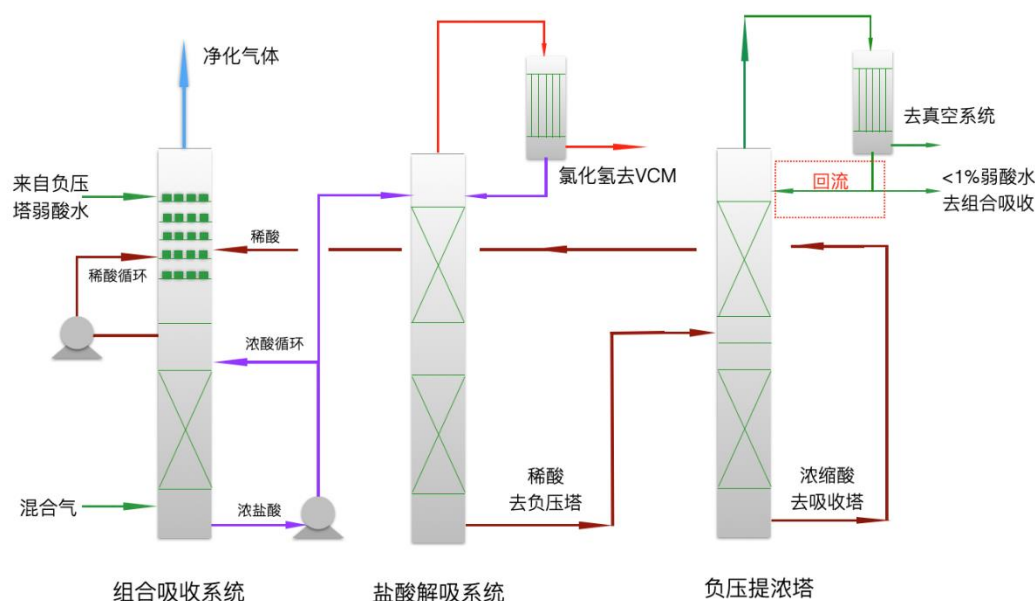 净化气体
来自负压
塔弱酸水
稀酸循环
稀酸
浓酸循环
混合气
浓盐酸
组合吸收系统
氯化氢去VCM
稀酸
去负压塔
盐酸解吸系统
去真空系统
回流
<1%弱酸水
去组合吸收
浓缩酸
去吸收塔
负压提浓塔